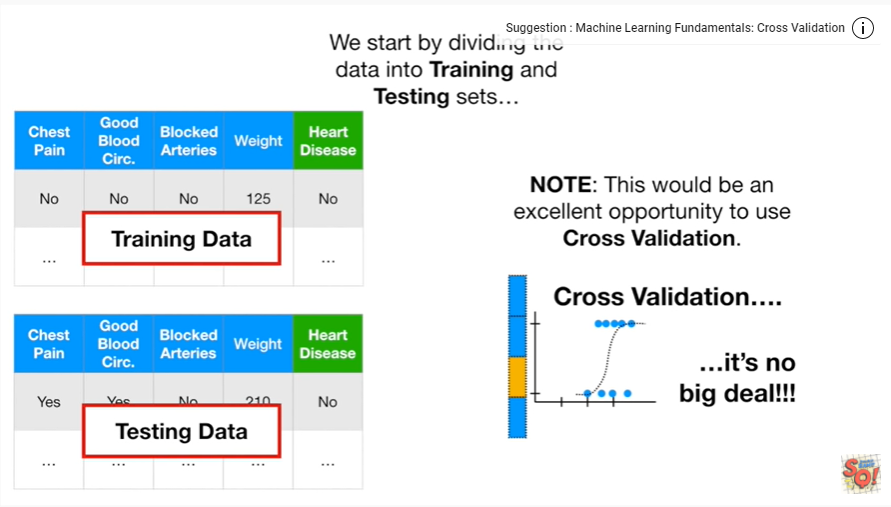 Suggestion : Machine Learning Fundamentals: Cross Validation
We start by dividing the
data into Training and
Testing sets…
Chest Pain Good Blood Circ. Blocked Arteries Weight Heart Disease
No No No 125 No
Training Data
... ...
Chest Pain Good Blood Circ. Blocked Arteries Weight Heart Disease
Yes Yes No 210 No
Testing Data
... ... ... ... ...
NOTE: This would be an
excellent opportunity to use
Cross Validation.
Cross Validation….
…it’s no
big deal!!!
SQ!